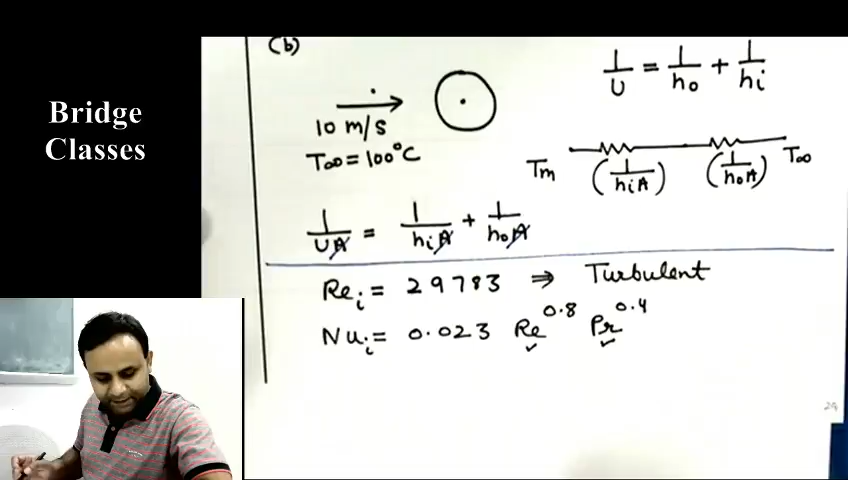 Bridge
Classes
(b)
1/U = 1/ho + 1/hi
10 m/s
T∞ = 100°C
Tm (1/hiA) (1/hoA) T∞
1/UA = 1/hiA + 1/hoA
Rei = 29783 ⇒ Turbulent
Nui = 0.023 Re^0.8 Pr^0.4
29